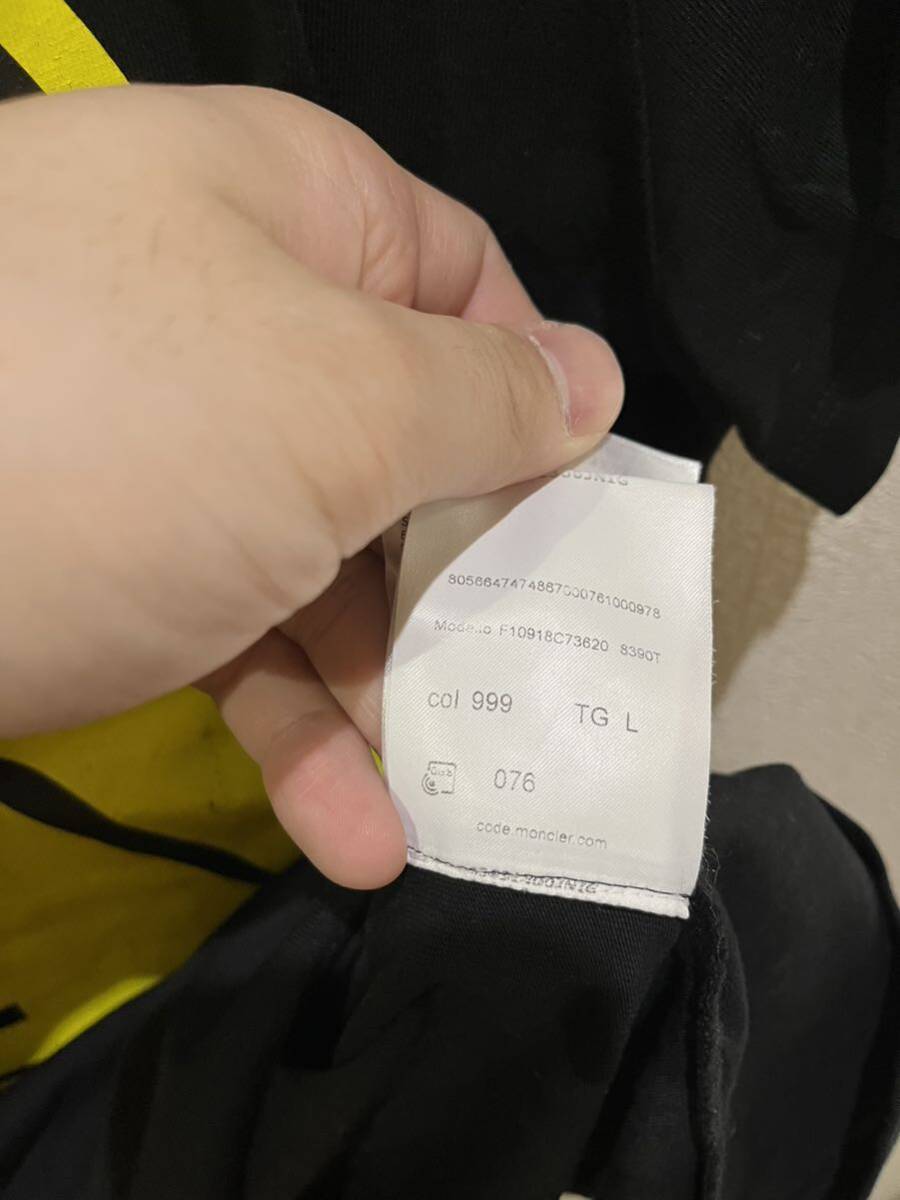 8056647474887000761000978
Modello F10918C73620 8390T
col 999 TG L
076
code.moncler.com